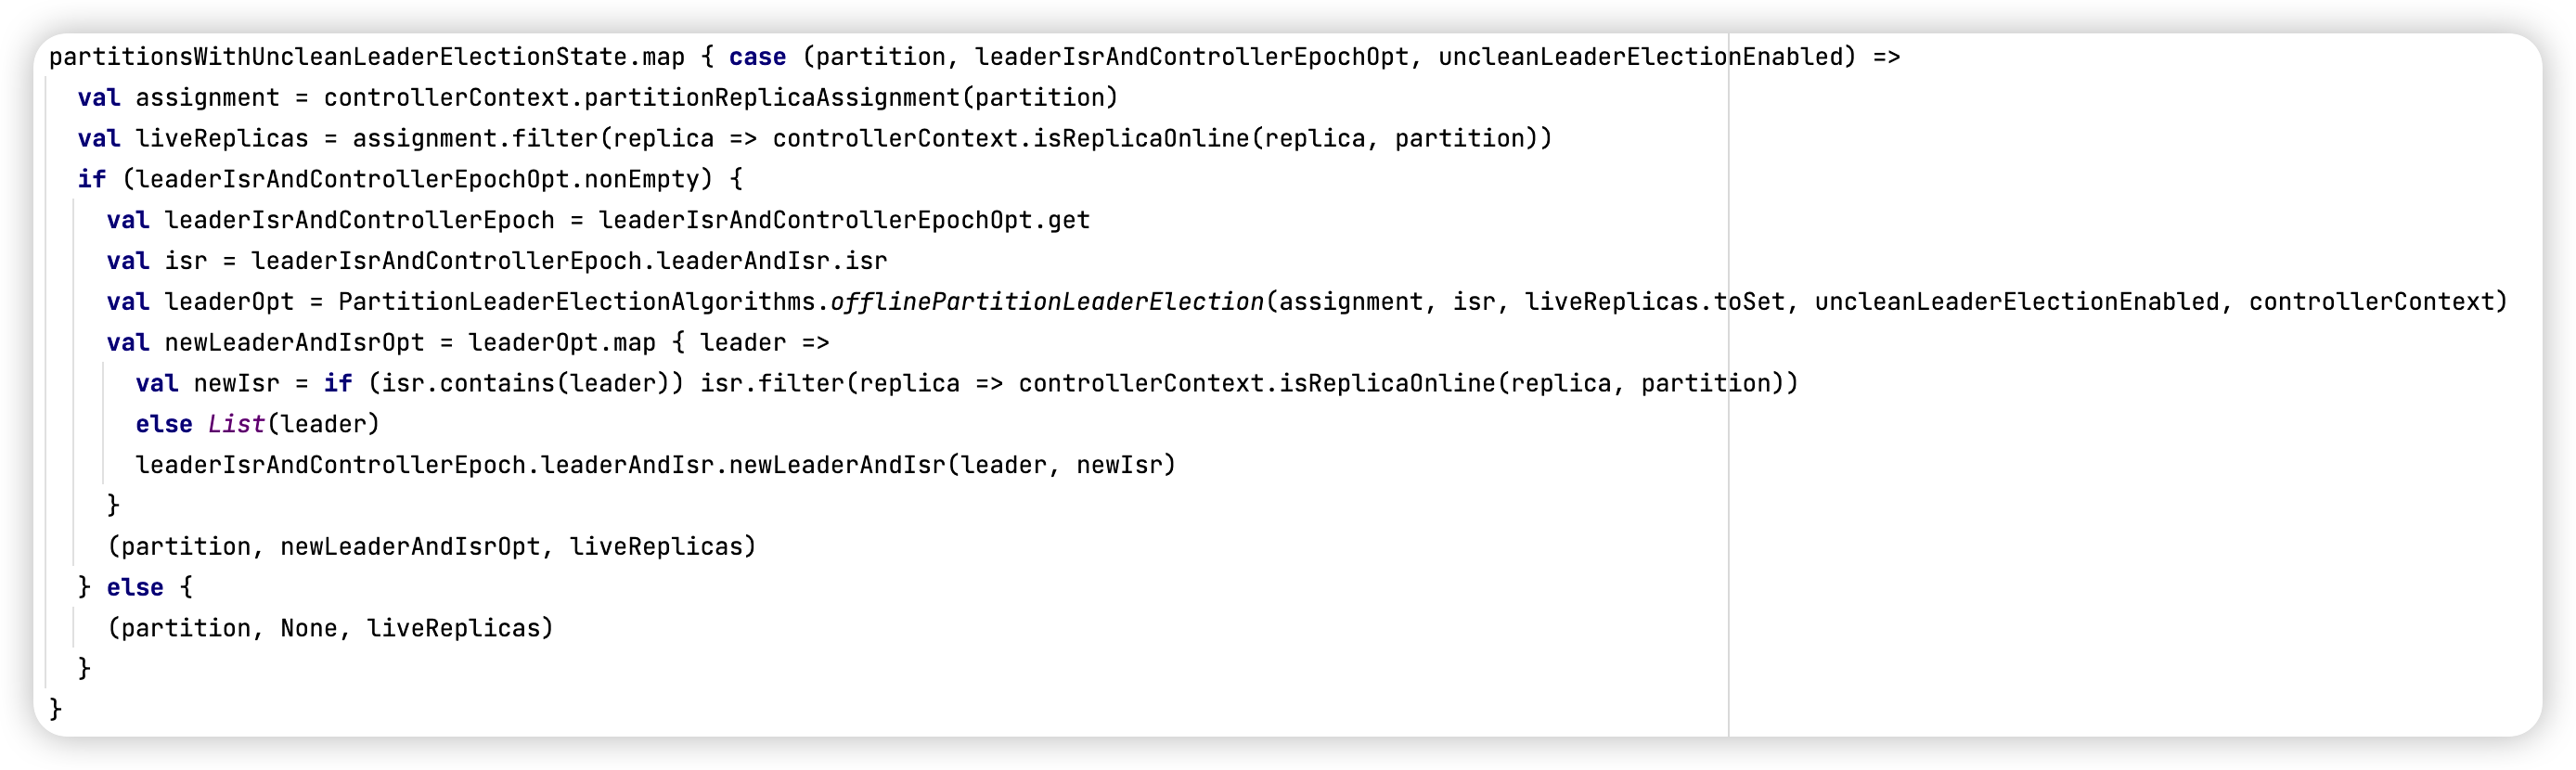 partitionsWithUncleanLeaderElectionState.map { case (partition, leaderIsrAndControllerEpochOpt, uncleanLeaderElectionEnabled) =>
  val assignment = controllerContext.partitionReplicaAssignment(partition)
  val liveReplicas = assignment.filter(replica => controllerContext.isReplicaOnline(replica, partition))
  if (leaderIsrAndControllerEpochOpt.nonEmpty) {
    val leaderIsrAndControllerEpoch = leaderIsrAndControllerEpochOpt.get
    val isr = leaderIsrAndControllerEpoch.leaderAndIsr.isr
    val leaderOpt = PartitionLeaderElectionAlgorithms.offlinePartitionLeaderElection(assignment, isr, liveReplicas.toSet, uncleanLeaderElectionEnabled, controllerContext)
    val newLeaderAndIsrOpt = leaderOpt.map { leader =>
      val newIsr = if (isr.contains(leader)) isr.filter(replica => controllerContext.isReplicaOnline(replica, partition))
      else List(leader)
      leaderIsrAndControllerEpoch.leaderAndIsr.newLeaderAndIsr(leader, newIsr)
    }
    (partition, newLeaderAndIsrOpt, liveReplicas)
  } else {
    (partition, None, liveReplicas)
  }
}